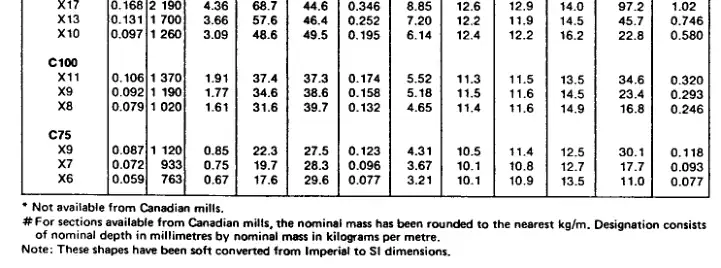 X17 0.168 2 190 4.36 68.7 44.6 0.346 8.85 12.6 12.9 14.0 97.2 1.02
X13 0.131 1 700 3.66 57.6 46.4 0.252 7.20 12.2 11.9 14.5 45.7 0.746
X10 0.097 1 260 3.09 48.6 49.5 0.195 6.14 12.4 12.2 16.2 22.8 0.580
C100
X11 0.106 1 370 1.91 37.4 37.3 0.174 5.52 11.3 11.5 13.5 34.6 0.320
X9 0.092 1 190 1.77 34.6 38.6 0.158 5.18 11.5 11.6 14.5 23.4 0.293
X8 0.079 1 020 1.61 31.6 39.7 0.132 4.65 11.4 11.6 14.9 16.8 0.246
C75
X9 0.087 1 120 0.85 22.3 27.5 0.123 4.31 10.5 11.4 12.5 30.1 0.118
X7 0.072 933 0.75 19.7 28.3 0.096 3.67 10.1 10.8 12.7 17.7 0.093
X6 0.059 763 0.67 17.6 29.6 0.077 3.21 10.1 10.9 13.5 11.0 0.077
* Not available from Canadian mills.
# For sections available from Canadian mills, the nominal mass has been rounded to the nearest kg/m. Designation consists
of nominal depth in millimetres by nominal mass in kilograms per metre.
Note: These shapes have been soft converted from Imperial to SI dimensions.